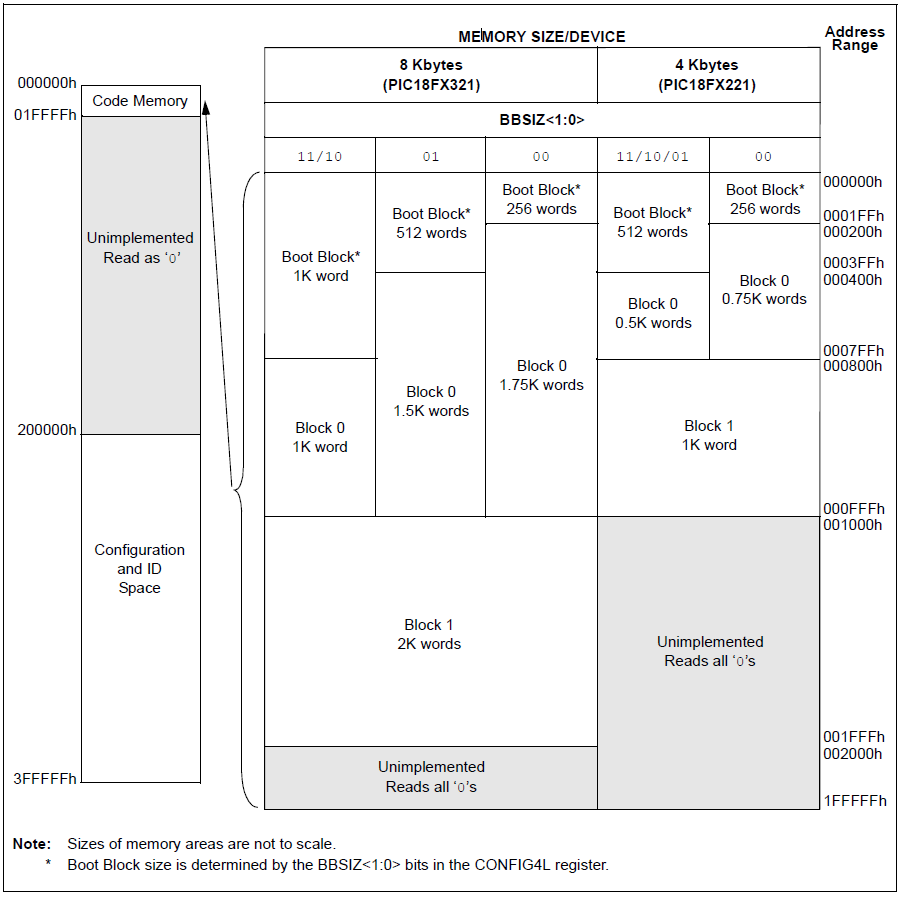 MEMORY SIZE/DEVICE
Address
Range
8 Kbytes
(PIC18FX321)
4 Kbytes
(PIC18FX221)
BBSIZ<1:0>
11/10
01
00
11/10/01
00
000000h
Code Memory
01FFFFh
Unimplemented
Read as ‘0’
200000h
Configuration
and ID
Space
3FFFFFh
Boot Block*
1K word
Boot Block*
512 words
Boot Block*
256 words
Boot Block*
512 words
Boot Block*
256 words
Block 0
1K word
Block 0
1.5K words
Block 0
1.75K words
Block 0
0.5K words
Block 0
0.75K words
Block 1
1K word
Block 1
2K words
Unimplemented
Reads all ‘0’s
Unimplemented
Reads all ‘0’s
000000h
0001FFh
000200h
0003FFh
000400h
0007FFh
000800h
000FFFh
001000h
001FFFh
002000h
1FFFFFh
Note: Sizes of memory areas are not to scale.
* Boot Block size is determined by the BBSIZ<1:0> bits in the CONFIG4L register.